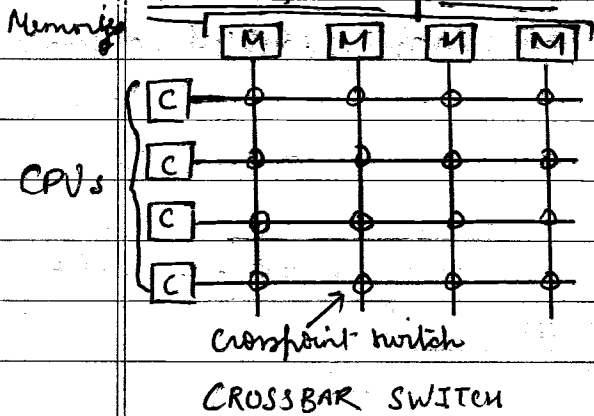 Memories
M M M M
C
C
CPUs
C
C
Crosspoint switch
CROSSBAR SWITCH